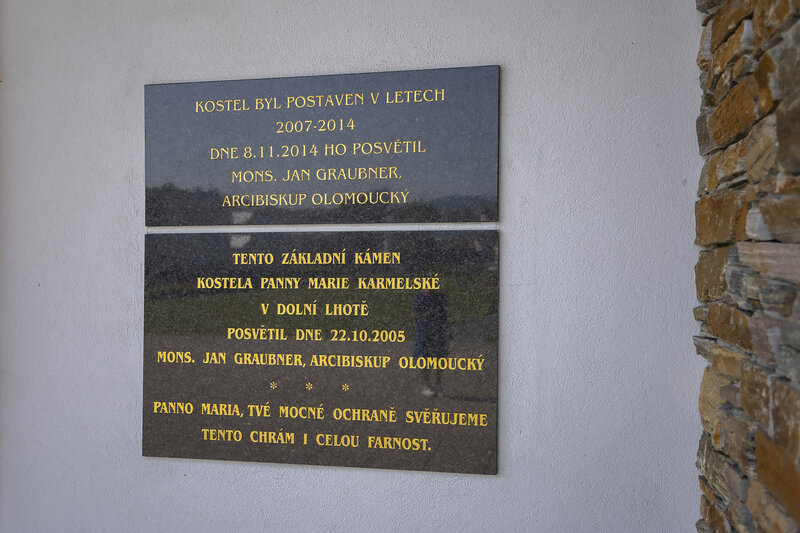 KOSTEL BYL POSTAVEN V LETECH
2007-2014
DNE 8.11.2014 HO POSVĚTIL
MONS. JAN GRAUBNER,
ARCIBISKUP OLOMOUCKÝ
TENTO ZÁKLADNÍ KÁMEN
KOSTELA PANNY MARIE KARMELSKÉ
V DOLNÍ LHOTĚ
POSVĚTIL DNE 22.10.2005
MONS. JAN GRAUBNER, ARCIBISKUP OLOMOUCKÝ
* * *
PANNO MARIA, TVÉ MOCNÉ OCHRANĚ SVĚŘUJEME
TENTO CHRÁM I CELOU FARNOST.